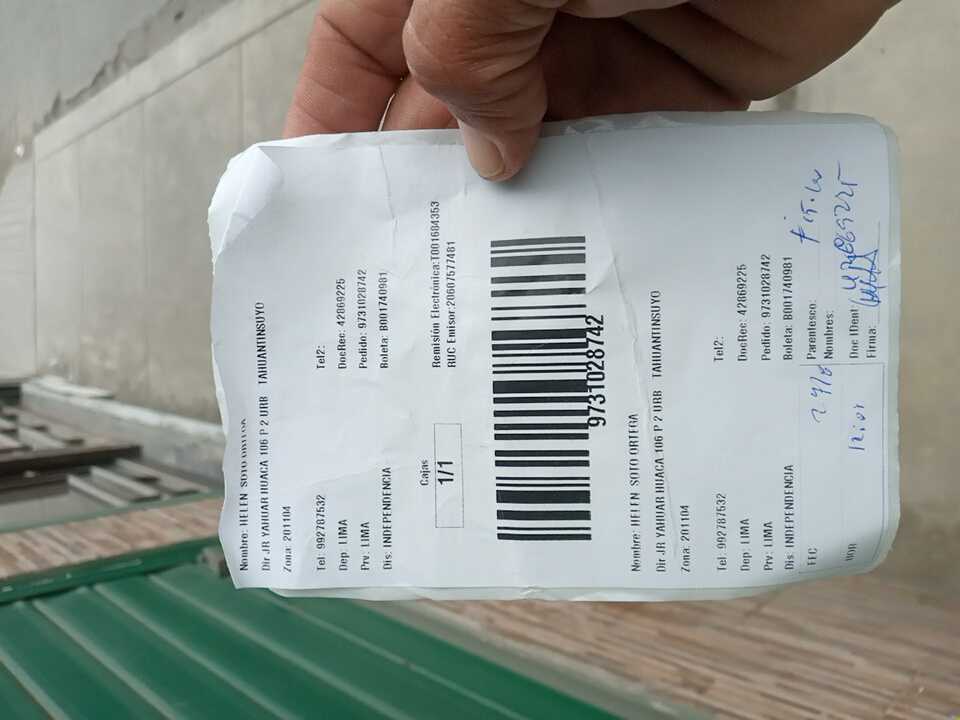 Nombre: HELEN SOTO ORTEGA
Dir JR YAHUAR HUACA 106 P 2 URB TAHUANTINSUYO
Zona: 201104
Tel: 992787532 Tel2:
Dep: LIMA DocRec: 42869225
Prv: LIMA Pedido: 9731028742
Dis: INDEPENDENCIA Boleta: B001740981
Cajas
1/1
Remisión Electrónica:T001684353
RUC Emisor:20607577481
9731028742
Nombre: HELEN SOTO ORTEGA
Dir JR YAHUAR HUACA 106 P 2 URB TAHUANTINSUYO
Zona: 201104
Tel: 992787532 Tel2:
Dep: LIMA DocRec: 42869225
Prv: LIMA Pedido: 9731028742
Dis: INDEPENDENCIA Boleta: B001740981
FEC Parentesco:
Nombres:
HOR Doc IDent/
Firma: